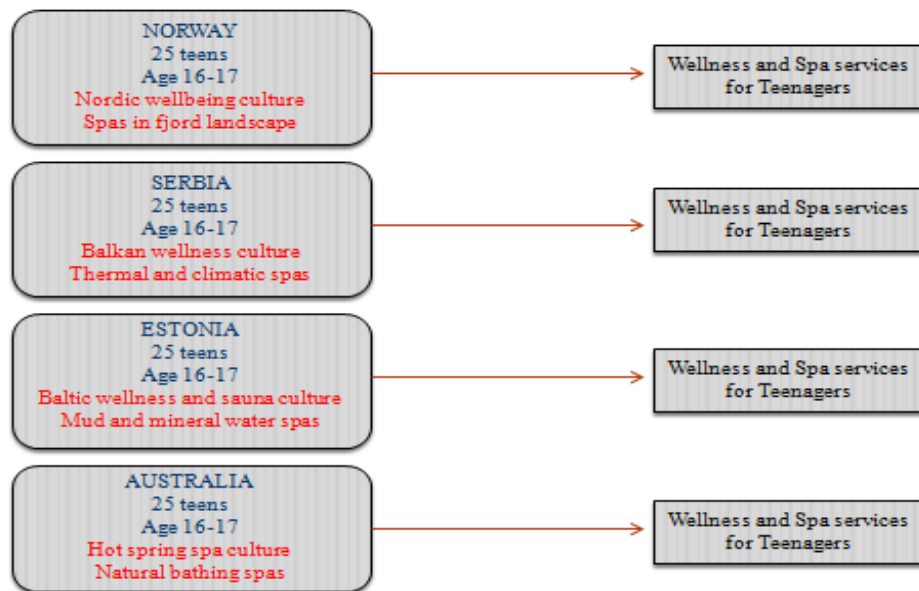 NORWAY
25 teens
Age 16-17
Nordic wellbeing culture
Spas in fjord landscape
Wellness and Spa services
for Teenagers
SERBIA
25 teens
Age 16-17
Balkan wellness culture
Thermal and climatic spas
Wellness and Spa services
for Teenagers
ESTONIA
25 teens
Age 16-17
Baltic wellness and sauna culture
Mud and mineral water spas
Wellness and Spa services
for Teenagers
AUSTRALIA
25 teens
Age 16-17
Hot spring spa culture
Natural bathing spas
Wellness and Spa services
for Teenagers